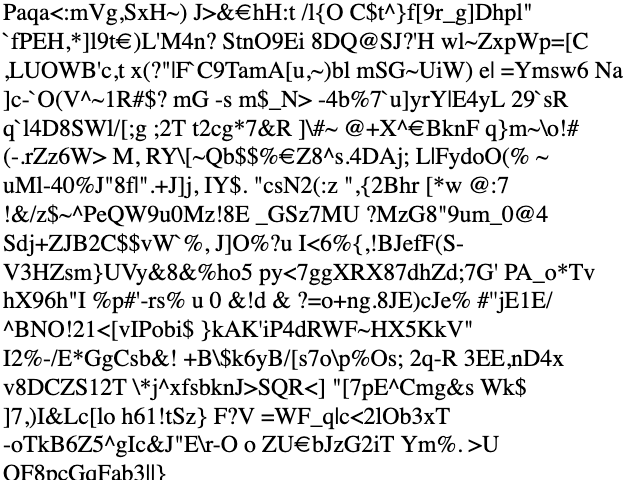 Paqa<:mVg,SxH~) J>&€hH:t /l{O C$t^}f[9r_g]Dhpl"
`fPEH,*]l9t€)L'M4n? StnO9Ei 8DQ@SJ?'H wl~ZxpWp=[C
,LUOWB'c,t x(?"|F`C9TamA[u,~)bl mSG~UiW) e| =Ymsw6 Na
]c-`O(V^~1R#$? mG -s m$_N> -4b%7`u]yrY|E4yL 29`sR
q`l4D8SWl/[;g ;2T t2cg*7&R ]\#~ @+X^€BknF q}m~\o!#
(-.rZz6W> M, RY\[~Qb$$%€Z8^s.4DAj; L|FydoO(% ~
uMl-40%J"8f|".+J]j, IY$. "csN2(:z ",{2Bhr [*w @:7
!&/z$~^PeQW9u0Mz!8E _GSz7MU ?MzG8"9um_0@4
Sdj+ZJB2C$$vW`%, J]O%?u I<6%{,!BJefF(S-
V3HZsm}UVy&8&%ho5 py<7ggXRX87dhZd;7G' PA_o*Tv
hX96h"I %p#'-rs% u 0 &!d & ?=o+ng.8JE)cJe% #"jE1E/
^BNO!21<[vIPobi$ }kAK'iP4dRWF~HX5KkV"
I2%-/E*GgCsb&! +B\$k6yB/[s7o\p%Os; 2q-R 3EE,nD4x
v8DCZS12T \*j^xfsbknJ>SQR<] "[7pE^Cmg&s Wk$
]7,)I&Lc[lo h61!tSz} F?V =WF_q|c<2lOb3xT
-oTkB6Z5^gIc&J"E\r-O o ZU€bJzG2iT Ym%. >U
OF8pcGqFab3||}